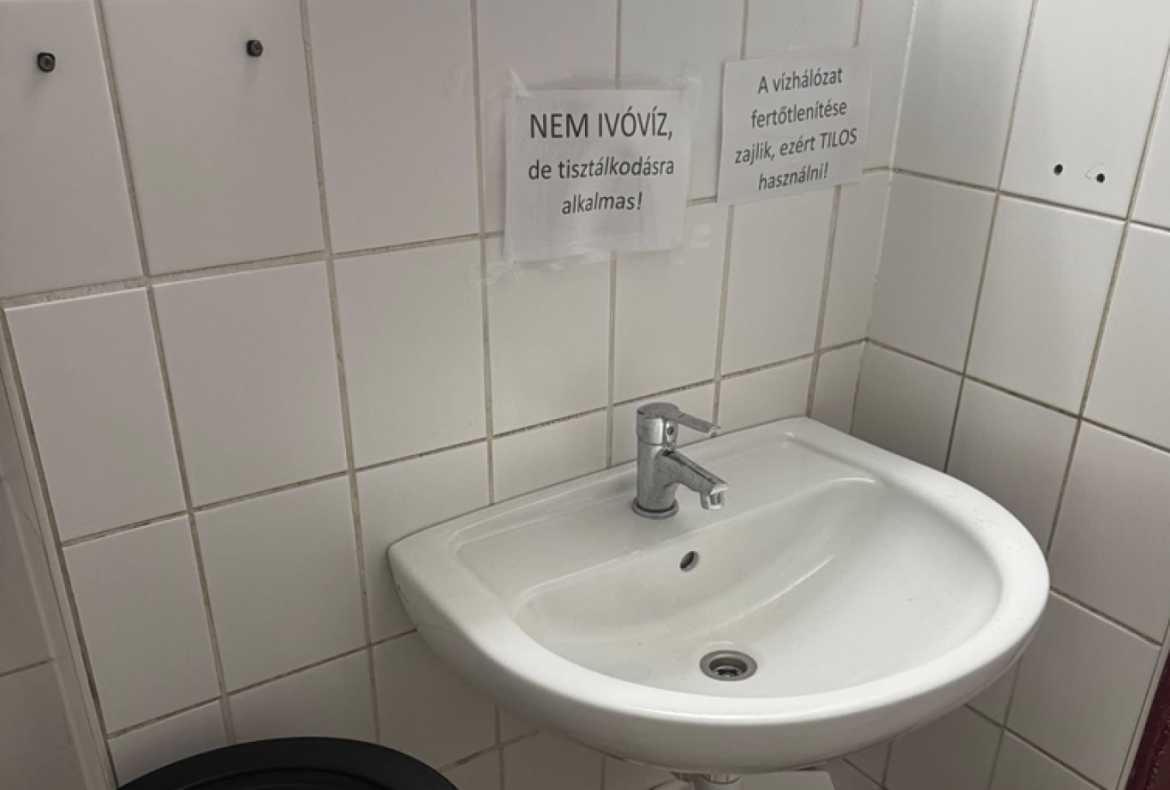 NEM IVÓVÍZ,
de tisztálkodásra
alkalmas!
A vízhálózat
fertőtlenítése
zajlik, ezért TILOS
használni!